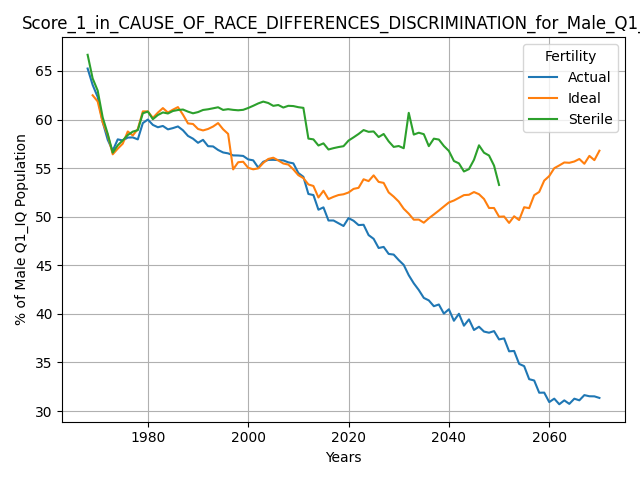 Score_1_in_CAUSE_OF_RACE_DIFFERENCES_DISCRIMINATION_for_Male_Q1_
Fertility
Actual
Ideal
Sterile
% of Male Q1_IQ Population
65
60
55
50
45
40
35
30
1980
2000
2020
2040
2060
Years